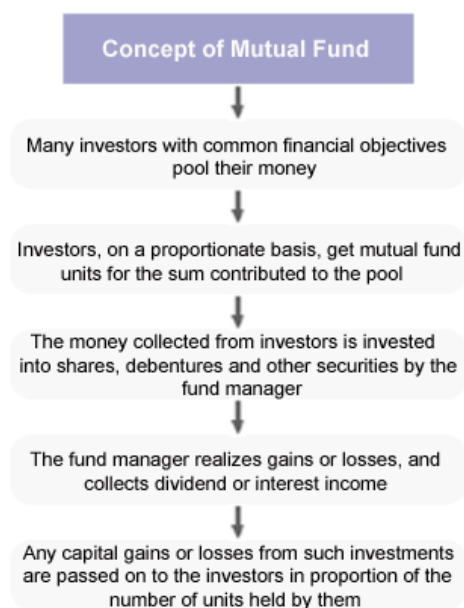 Concept of Mutual Fund
Many investors with common financial objectives
pool their money
Investors, on a proportionate basis, get mutual fund
units for the sum contributed to the pool
The money collected from investors is invested
into shares, debentures and other securities by the
fund manager
The fund manager realizes gains or losses, and
collects dividend or interest income
Any capital gains or losses from such investments
are passed on to the investors in proportion of the
number of units held by them